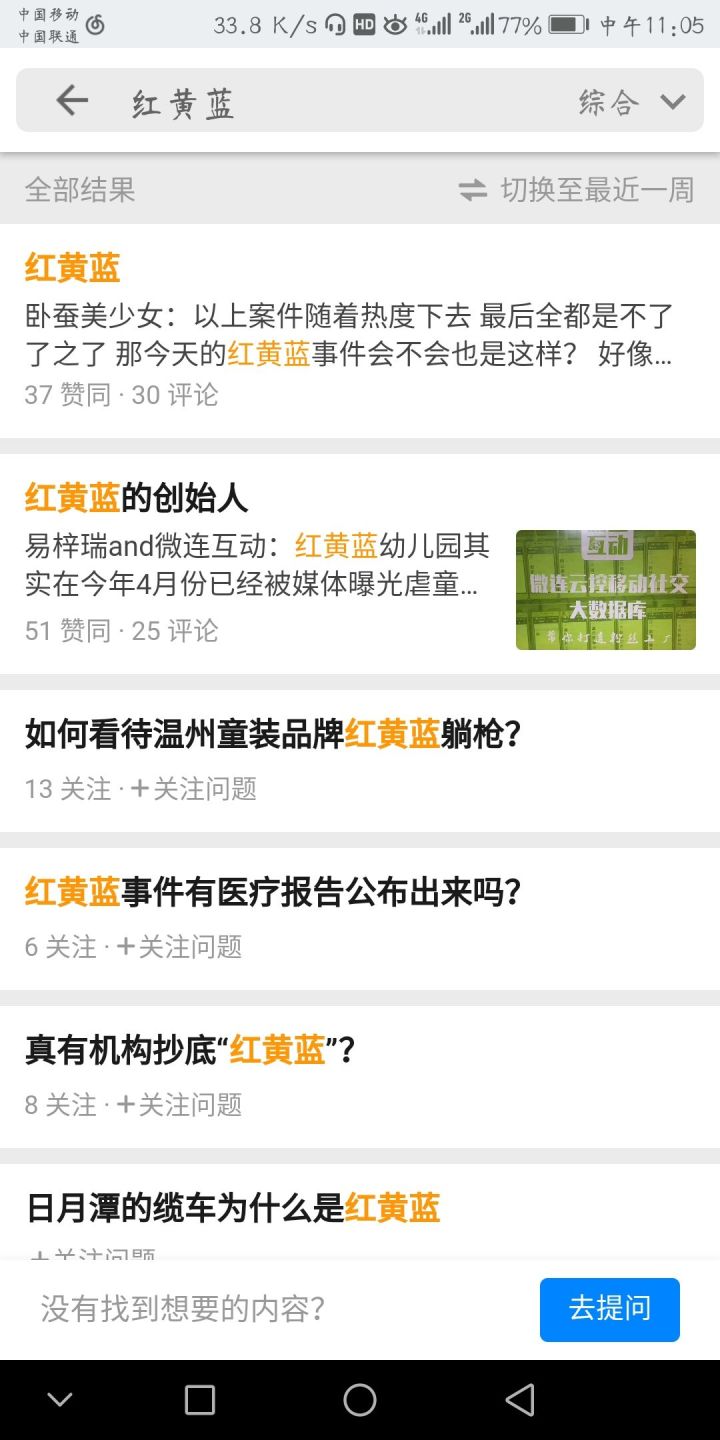 中国移动
中国联通
33.8 K/s HD 4G 2G 77% 中午11:05
红黄蓝 综合
全部结果 切换至最近一周
红黄蓝
卧蚕美少女：以上案件随着热度下去 最后全都是不了
了之了 那今天的红黄蓝事件会不会也是这样？ 好像...
37 赞同 · 30 评论
红黄蓝的创始人
易梓瑞and微连互动：红黄蓝幼儿园其
实在今年4月份已经被媒体曝光虐童...
51 赞同 · 25 评论
互动
微连云控移动社交
大数据库
带你打造粉丝工厂
如何看待温州童装品牌红黄蓝躺枪？
13 关注 · +关注问题
红黄蓝事件有医疗报告公布出来吗？
6 关注 · +关注问题
真有机构抄底“红黄蓝”？
8 关注 · +关注问题
日月潭的缆车为什么是红黄蓝
+关注问题
没有找到想要的内容？ 去提问